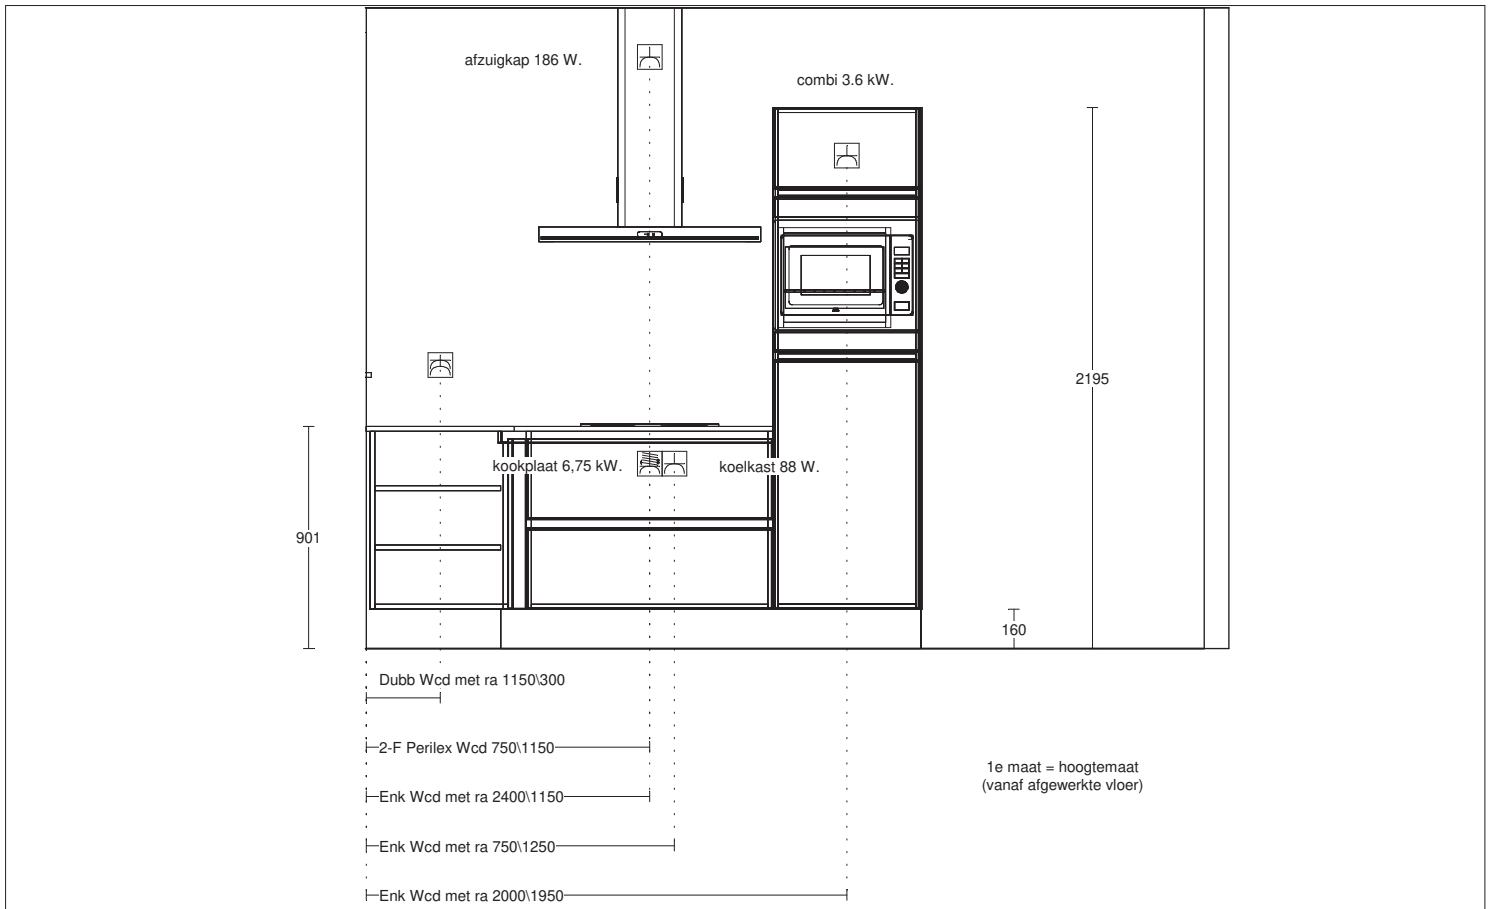 afzuigkap 186 W.
combi 3.6 kW.
2195
kookplaat 6,75 kW.
koelkast 88 W.
901
160
Dubb Wcd met ra 1150\300
2-F Perilex Wcd 750\1150
1e maat = hoogtemaat
(vanaf afgewerkte vloer)
Enk Wcd met ra 2400\1150
Enk Wcd met ra 750\1250
Enk Wcd met ra 2000\1950